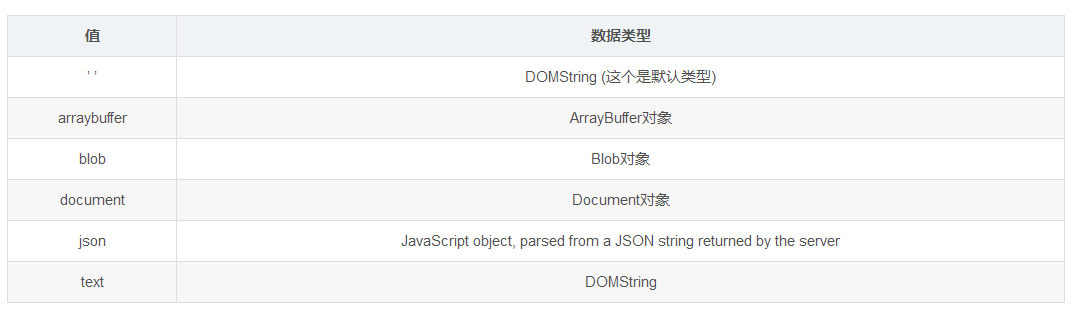 值 数据类型
' ' DOMString (这个是默认类型)
arraybuffer ArrayBuffer对象
blob Blob对象
document Document对象
json JavaScript object, parsed from a JSON string returned by the server
text DOMString